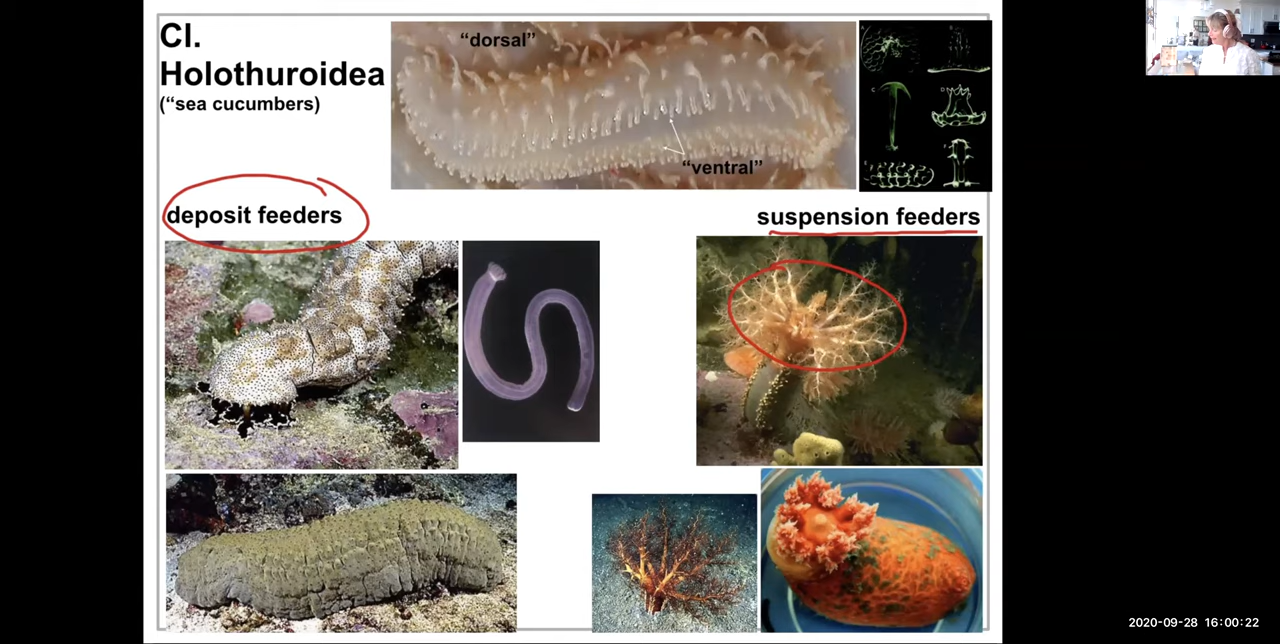 Cl.
Holothuroidea
(“sea cucumbers)
“dorsal”
“ventral”
deposit feeders
suspension feeders
2020-09-28 16:00:22